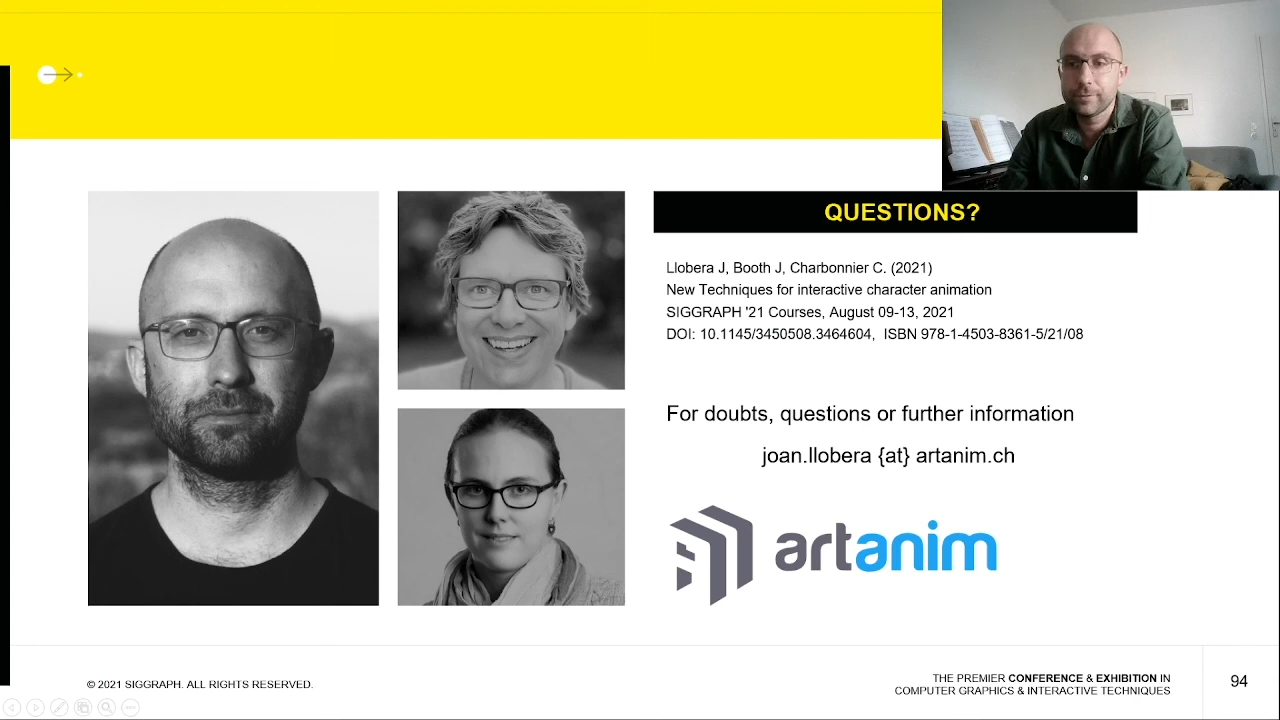 QUESTIONS?
Llobera J, Booth J, Charbonnier C. (2021)
New Techniques for interactive character animation
SIGGRAPH '21 Courses, August 09-13, 2021
DOI: 10.1145/3450508.3464604, ISBN 978-1-4503-8361-5/21/08
For doubts, questions or further information
joan.llobera {at} artanim.ch
artanim
© 2021 SIGGRAPH. ALL RIGHTS RESERVED.
THE PREMIER CONFERENCE & EXHIBITION IN
COMPUTER GRAPHICS & INTERACTIVE TECHNIQUES
94